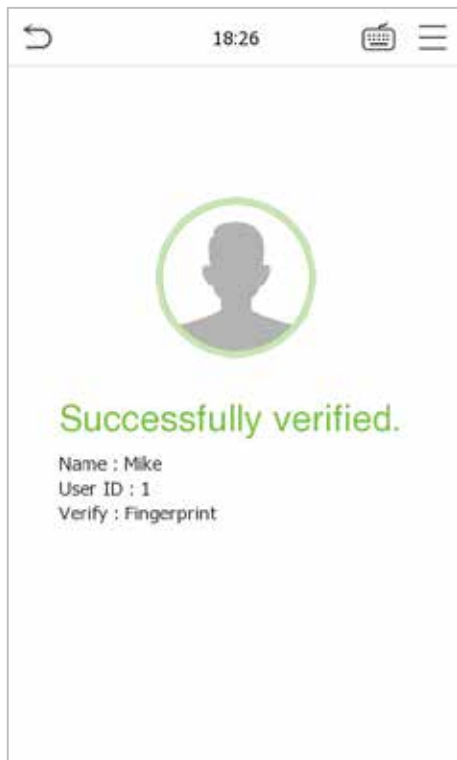 18:26
Successfully verified.
Name : Mike
User ID : 1
Verify : Fingerprint